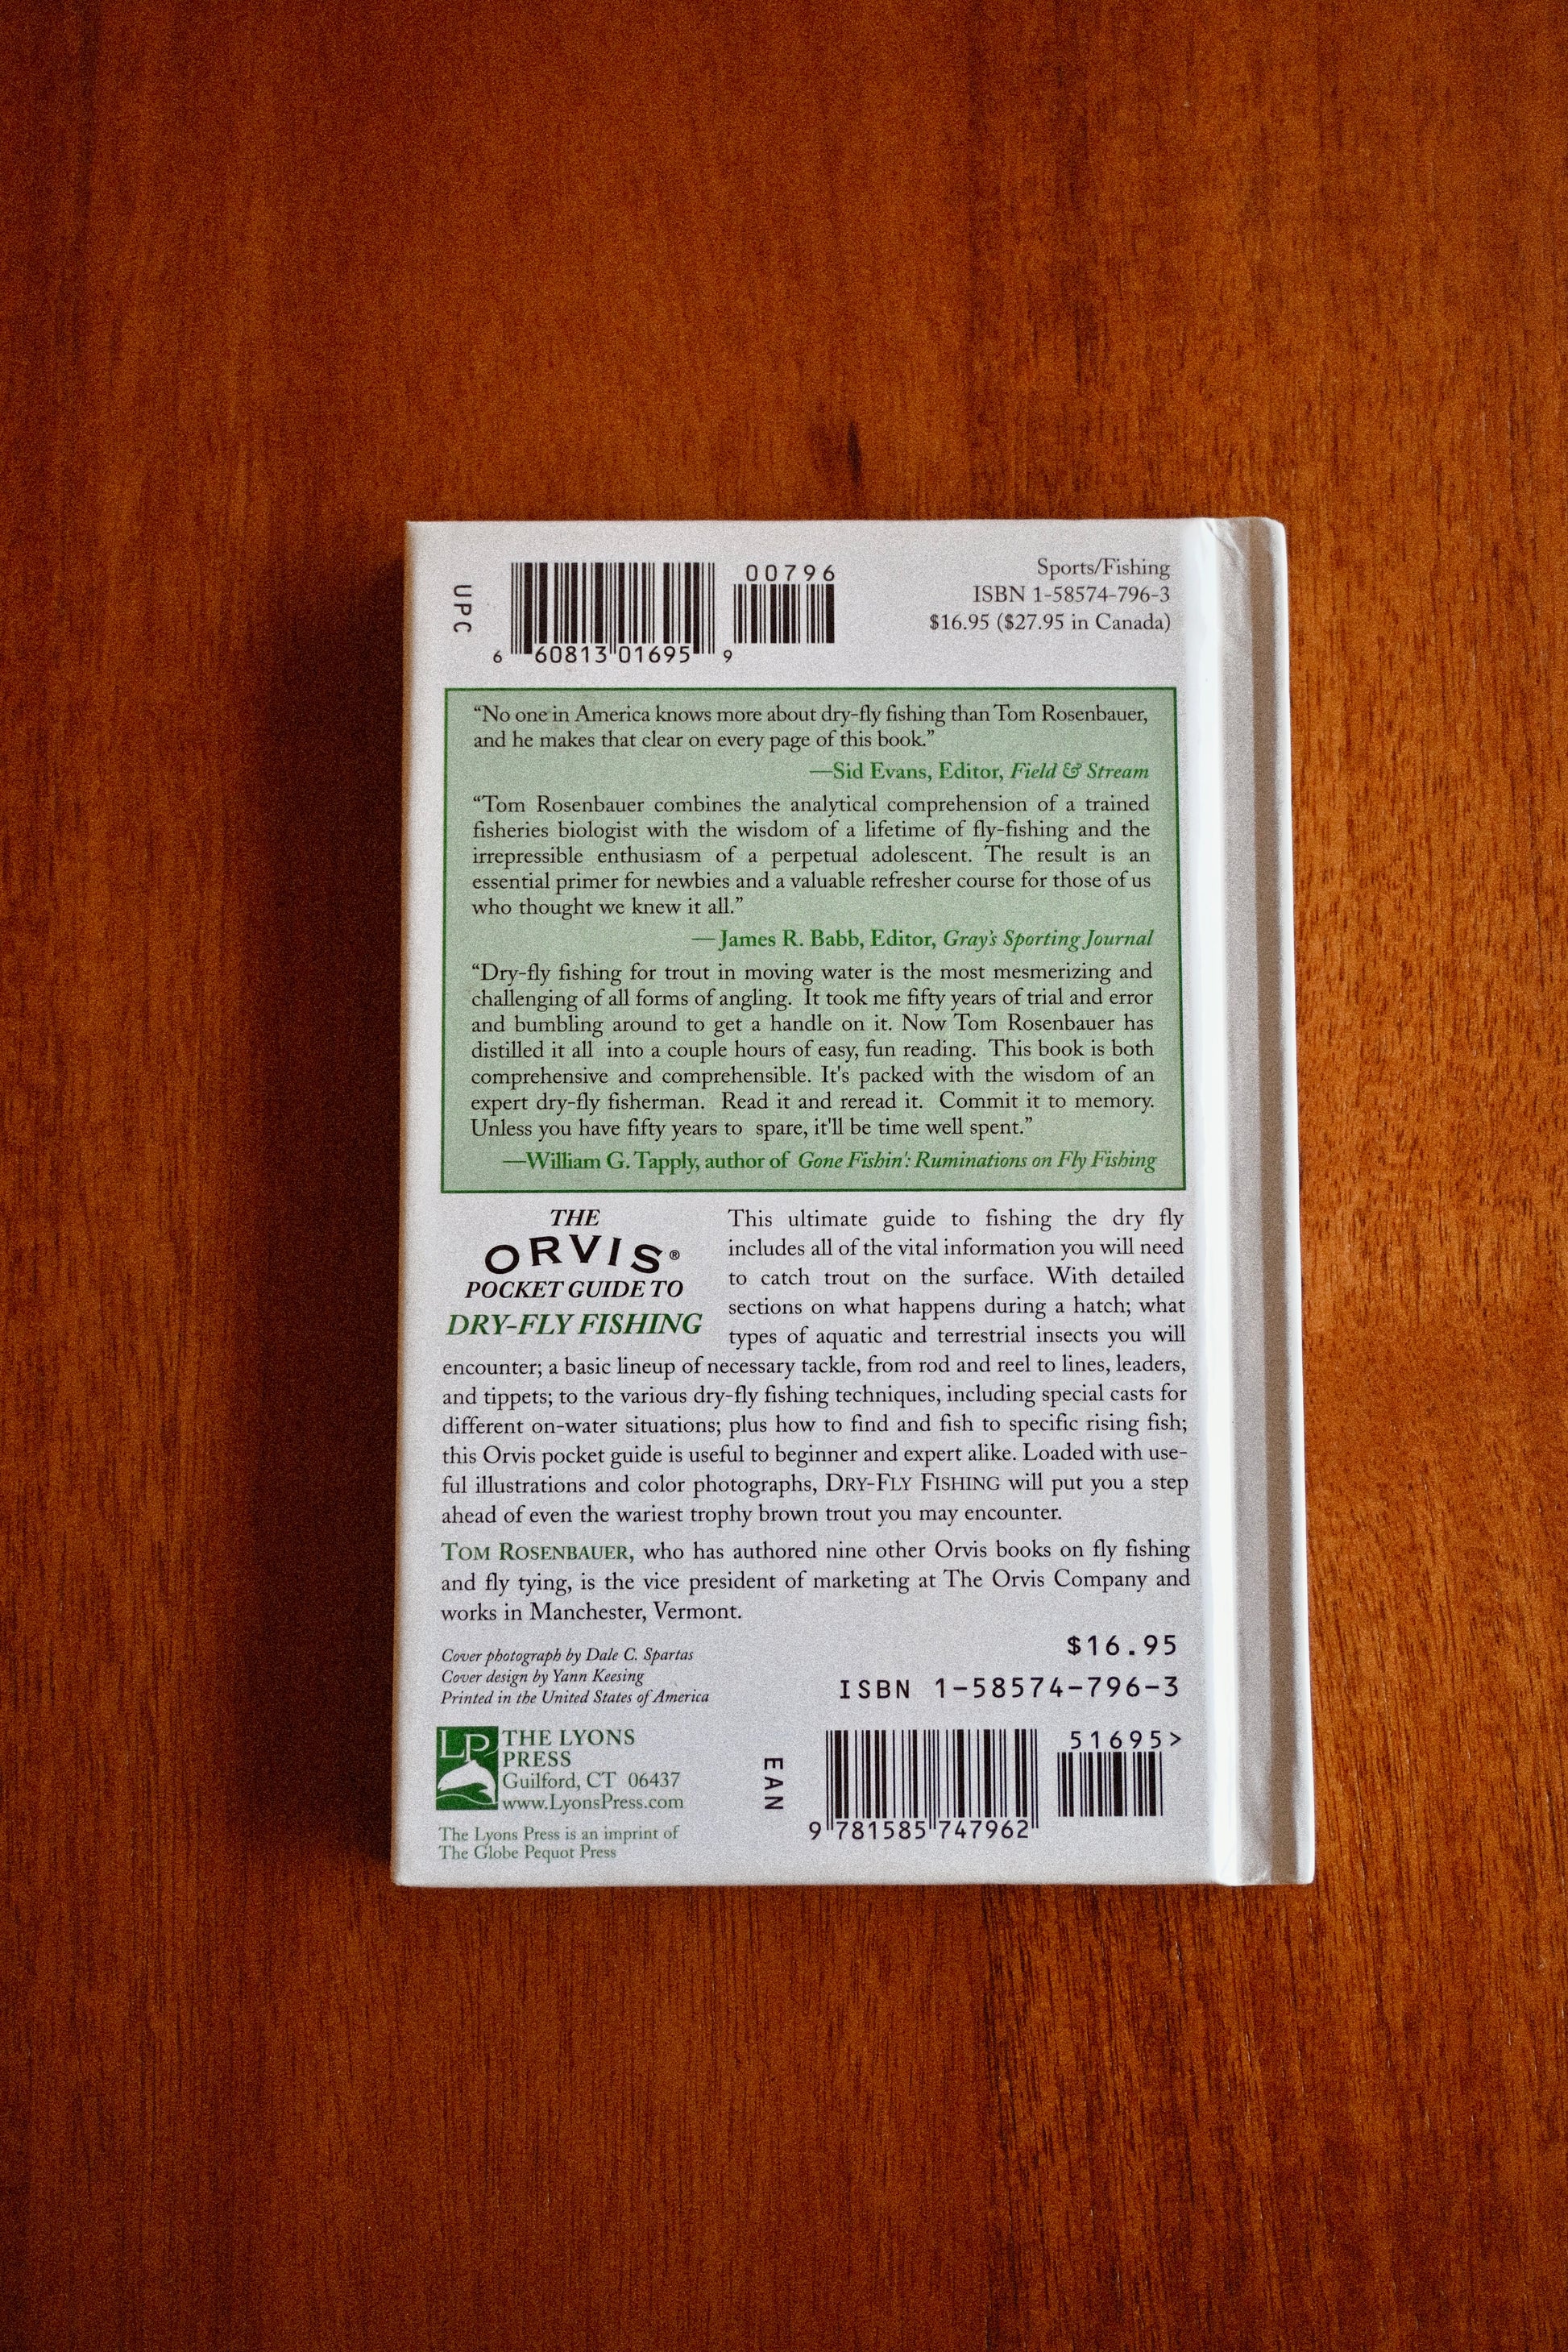 UPC
00796
6 60813 01695 9
Sports/Fishing
ISBN 1-58574-796-3
$16.95 ($27.95 in Canada)
“No one in America knows more about dry-fly fishing than Tom Rosenbauer,
and he makes that clear on every page of this book.”
—Sid Evans, Editor, Field & Stream
“Tom Rosenbauer combines the analytical comprehension of a trained
fisheries biologist with the wisdom of a lifetime of fly-fishing and the
irrepressible enthusiasm of a perpetual adolescent. The result is an
essential primer for newbies and a valuable refresher course for those of us
who thought we knew it all.”
—James R. Babb, Editor, Gray's Sporting Journal
“Dry-fly fishing for trout in moving water is the most mesmerizing and
challenging of all forms of angling. It took me fifty years of trial and error
and bumbling around to get a handle on it. Now Tom Rosenbauer has
distilled it all into a couple hours of easy, fun reading. This book is both
comprehensive and comprehensible. It's packed with the wisdom of an
expert dry-fly fisherman. Read it and reread it. Commit it to memory.
Unless you have fifty years to spare, it'll be time well spent.”
—William G. Tapply, author of Gone Fishin': Ruminations on Fly Fishing
THE
ORVIS®
POCKET GUIDE TO
DRY-FLY FISHING
This ultimate guide to fishing the dry fly
includes all of the vital information you will need
to catch trout on the surface. With detailed
sections on what happens during a hatch; what
types of aquatic and terrestrial insects you will
encounter; a basic lineup of necessary tackle, from rod and reel to lines, leaders,
and tippets; to the various dry-fly fishing techniques, including special casts for
different on-water situations; plus how to find and fish to specific rising fish;
this Orvis pocket guide is useful to beginner and expert alike. Loaded with use-
ful illustrations and color photographs, DRY-FLY FISHING will put you a step
ahead of even the wariest trophy brown trout you may encounter.
TOM ROSENBAUER, who has authored nine other Orvis books on fly fishing
and fly tying, is the vice president of marketing at The Orvis Company and
works in Manchester, Vermont.
Cover photograph by Dale C. Spartas
Cover design by Yann Keesing
Printed in the United States of America
LP
THE LYONS
PRESS
Guilford, CT 06437
www.LyonsPress.com
The Lyons Press is an imprint of
The Globe Pequot Press
$16.95
ISBN 1-58574-796-3
EAN
51695>
9 781585 747962